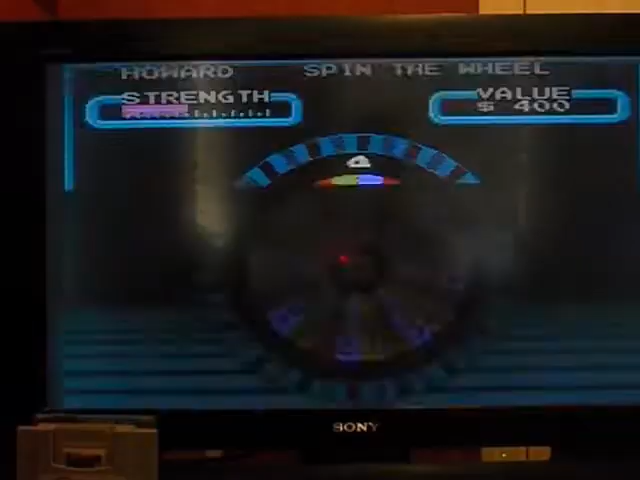 HOWARD SPIN THE WHEEL
STRENGTH
VALUE
$ 400
SONY